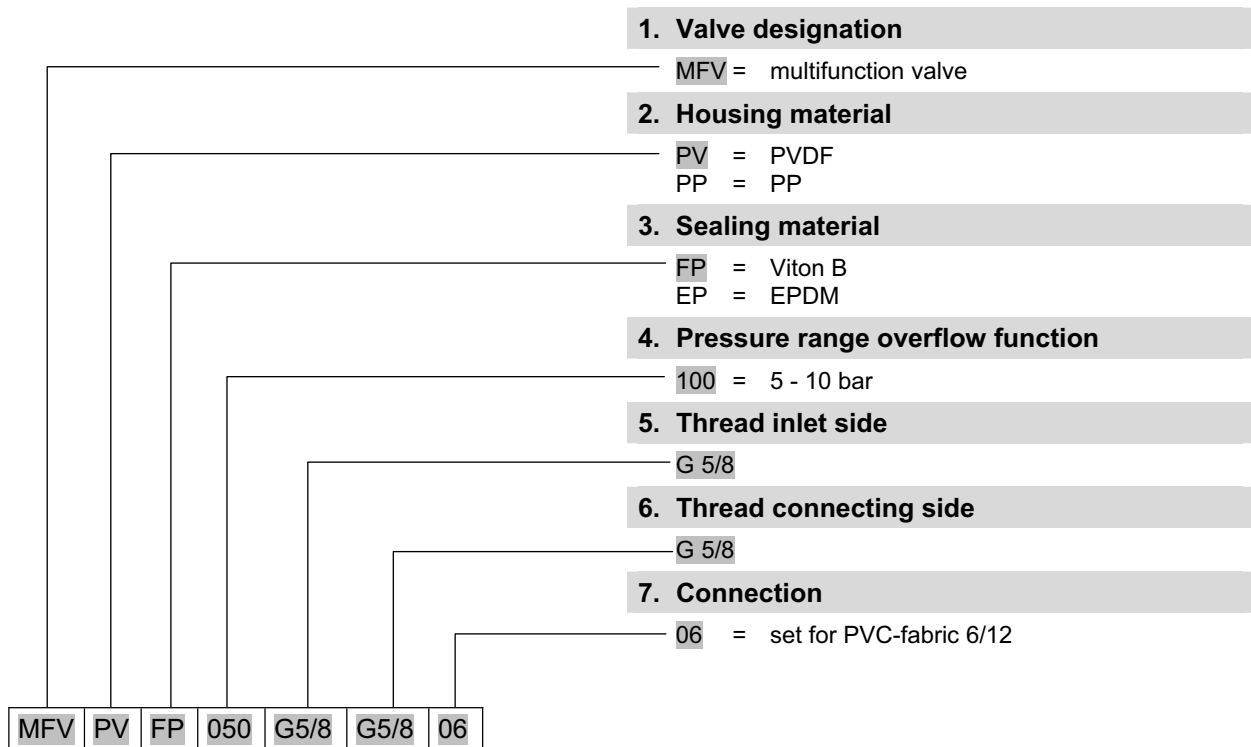 1. Valve designation
MFV = multifunction valve
2. Housing material
PV = PVDF
PP = PP
3. Sealing material
FP = Viton B
EP = EPDM
4. Pressure range overflow function
100 = 5 - 10 bar
5. Thread inlet side
G 5/8
6. Thread connecting side
G 5/8
7. Connection
06 = set for PVC-fabric 6/12
MFV PV FP 050 G5/8 G5/8 06